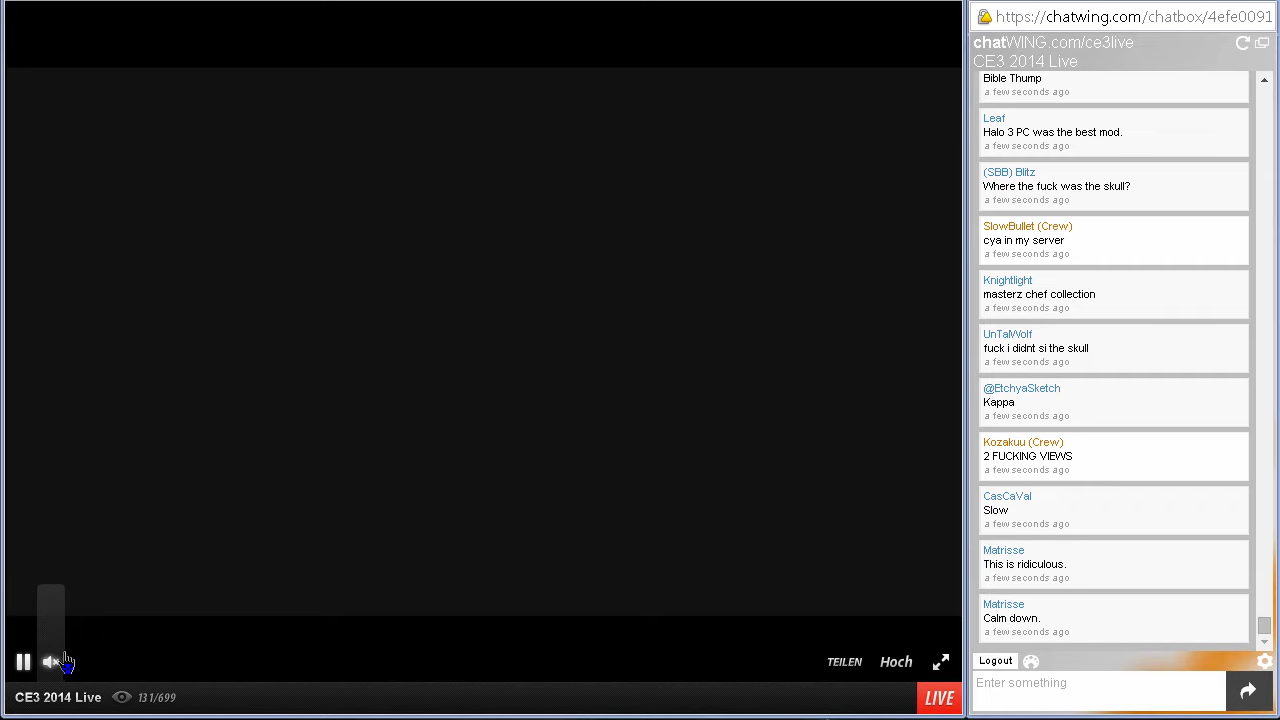 https://chatwing.com/chatbox/4efe0091
chatWING.com/ce3live
CE3 2014 Live
Bible Thump
a few seconds ago
Leaf
Halo 3 PC was the best mod.
a few seconds ago
(SBB) Blitz
Where the fuck was the skull?
a few seconds ago
SlowBullet (Crew)
cya in my server
a few seconds ago
Knightlight
masterz chef collection
a few seconds ago
UnTalWolf
fuck i didnt si the skull
a few seconds ago
@EtchyaSketch
Kappa
a few seconds ago
Kozakuu (Crew)
2 FUCKING VIEWS
a few seconds ago
CasCaVal
Slow
a few seconds ago
Matrisse
This is ridiculous.
a few seconds ago
Matrisse
Calm down.
a few seconds ago
Logout
Enter something
TEILEN Hoch
CE3 2014 Live 131/699 LIVE